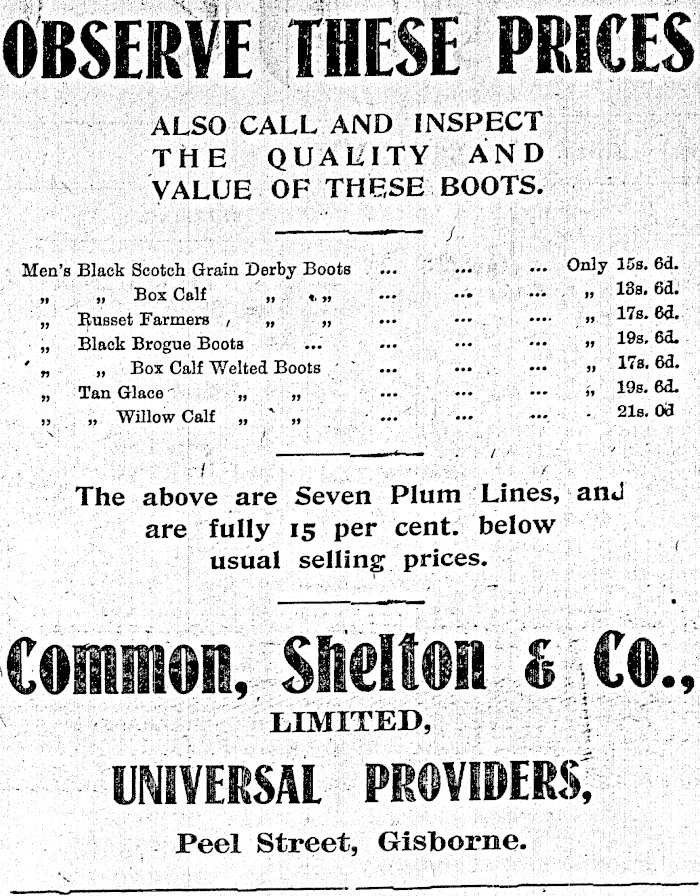 OBSERVE THESE PRICES
ALSO CALL AND INSPECT
THE QUALITY AND
VALUE OF THESE BOOTS.
Men's Black Scotch Grain Derby Boots ... ... ... Only 15s. 6d.
„ „ Box Calf „ „ ... ... ... „ 13s. 6d.
„ Russet Farmers „ „ ... ... ... „ 17s. 6d.
„ Black Brogue Boots ... ... ... ... „ 19s. 6d.
„ „ Box Calf Welted Boots ... ... ... „ 17s. 6d.
„ Tan Glace „ „ ... ... ... „ 19s. 6d.
„ „ Willow Calf „ „ ... ... ... . 21s. 0d
The above are Seven Plum Lines, and
are fully 15 per cent. below
usual selling prices.
Common, Shelton & Co.,
LIMITED,
UNIVERSAL PROVIDERS,
Peel Street, Gisborne.